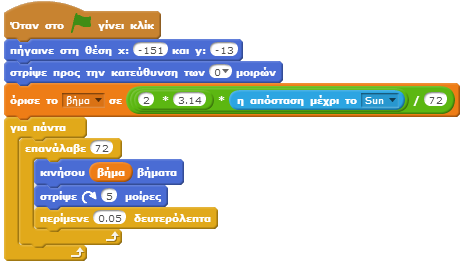 Όταν στο γίνει κλικ
πήγαινε στη θέση x: -151 και y: -13
στρίψε προς την κατεύθυνση των 0 μοιρών
όρισε το βήμα σε 2 * 3.14 * η απόσταση μέχρι το Sun / 72
για πάντα
επανάλαβε 72
κινήσου βήμα βήματα
στρίψε 5 μοίρες
περίμενε 0.05 δευτερόλεπτα